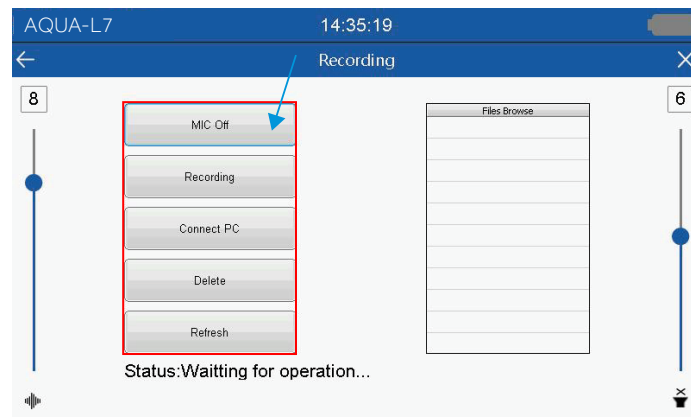 AQUA-L7 14:35:19
Recording
8 6
MIC Off Files Browse
Recording
Connect PC
Delete
Refresh
Status:Waitting for operation...